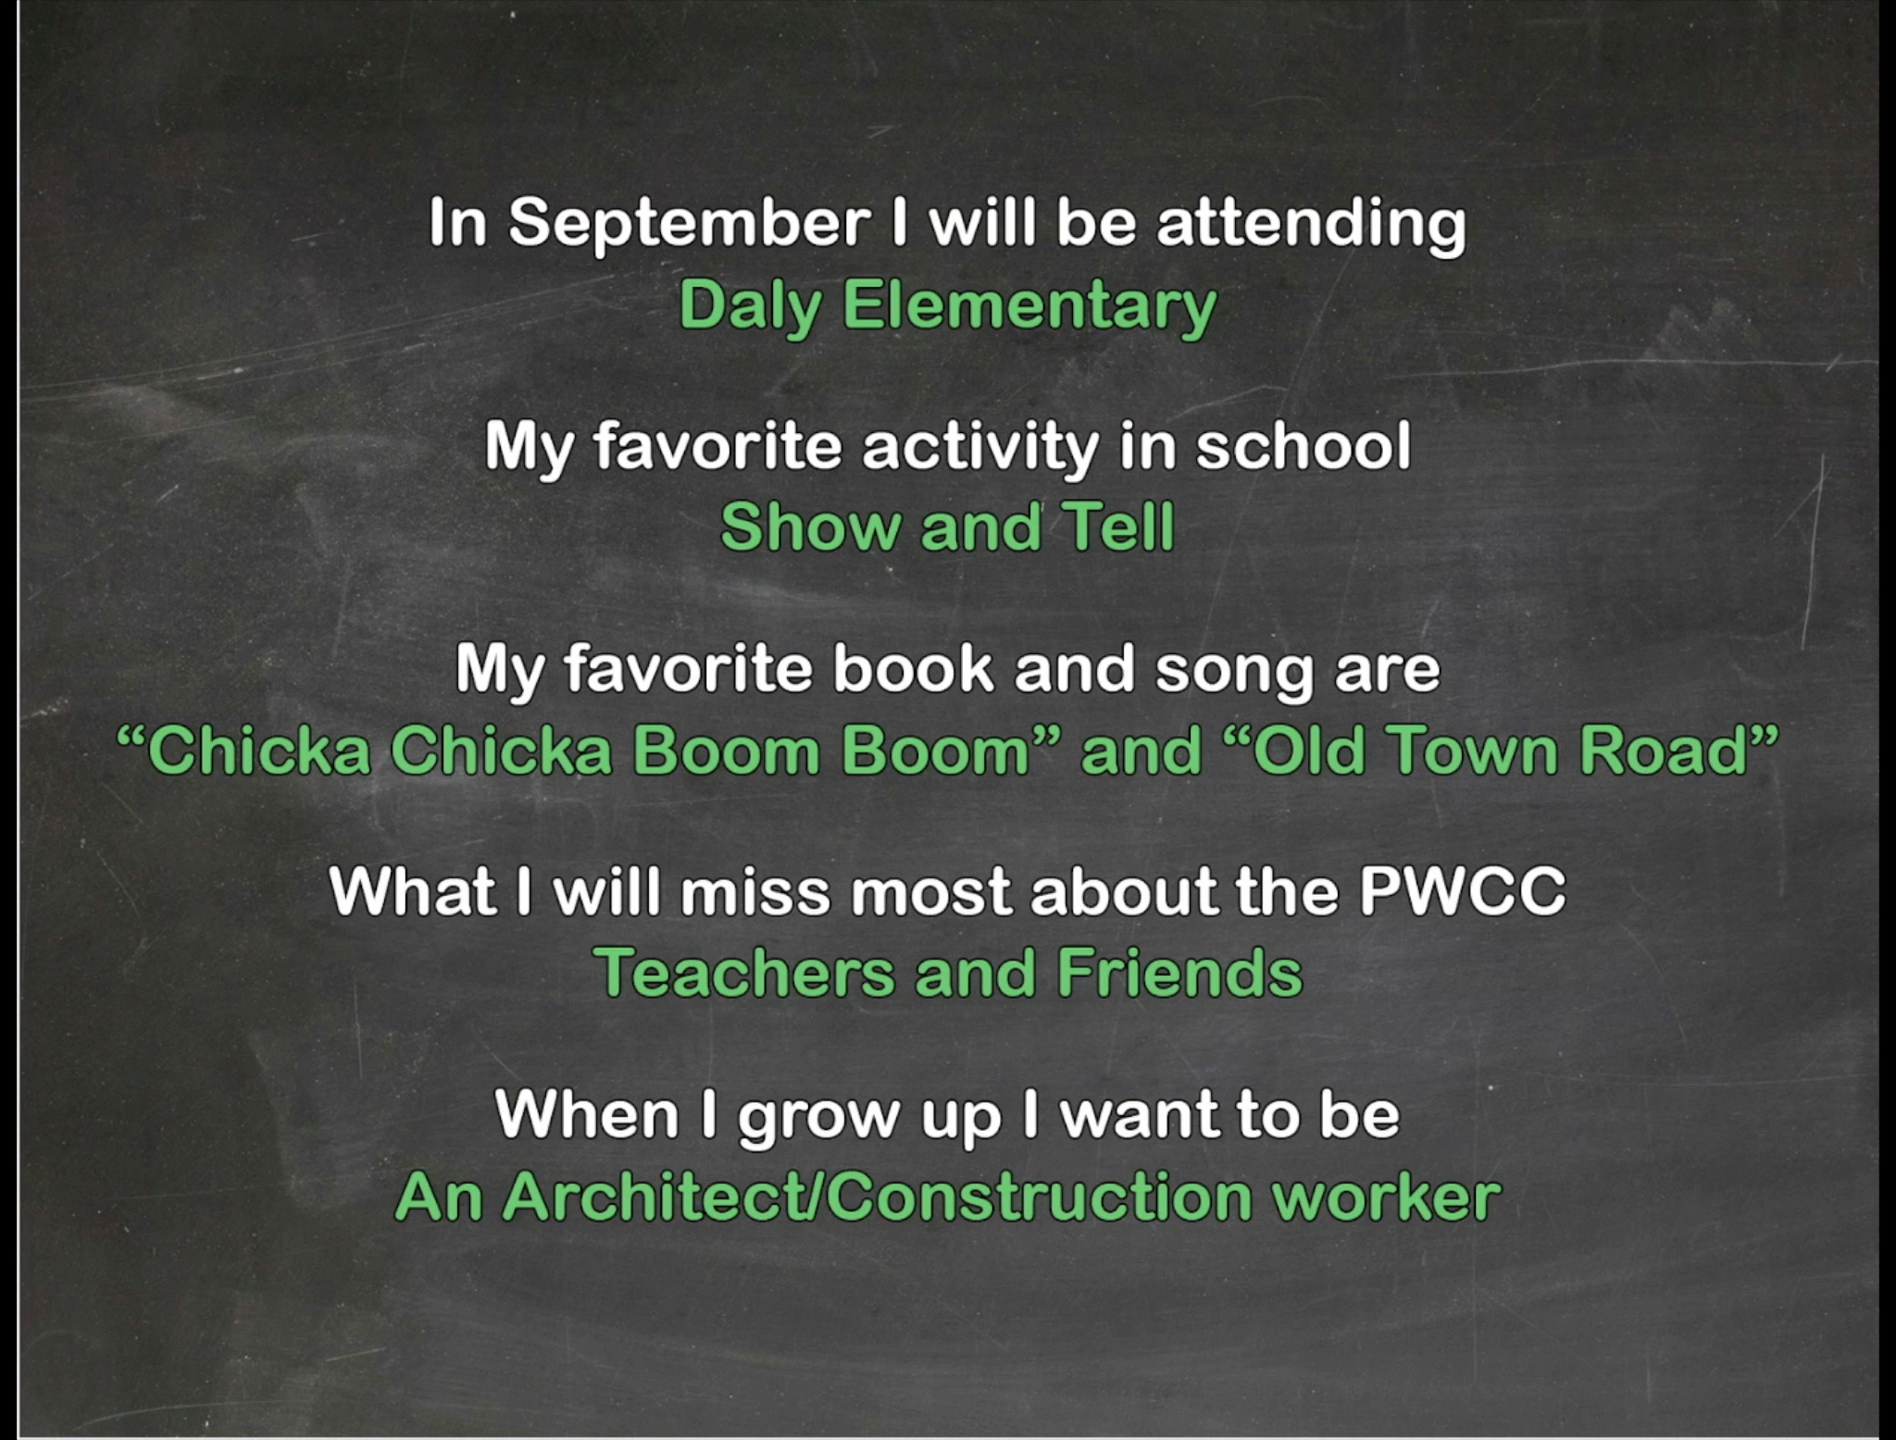 In September I will be attending
Daly Elementary
My favorite activity in school
Show and Tell
My favorite book and song are
“Chicka Chicka Boom Boom” and “Old Town Road”
What I will miss most about the PWCC
Teachers and Friends
When I grow up I want to be
An Architect/Construction worker